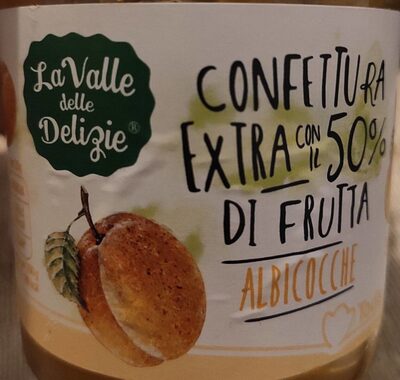 La Valle
delle
Delizie®
CONFETTURA
EXTRA CON IL 50%
DI FRUTTA
ALBICOCCHE